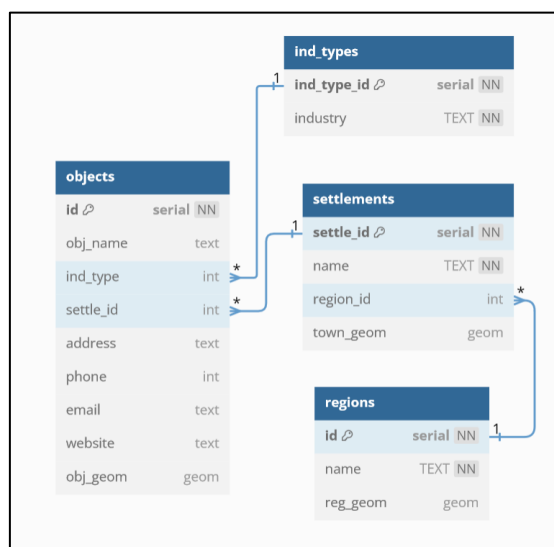 ind_types
ind_type_id serial NN
industry TEXT NN
objects
id serial NN
obj_name text
ind_type int
settle_id int
address text
phone int
email text
website text
obj_geom geom
settlements
settle_id serial NN
name TEXT NN
region_id int
town_geom geom
regions
id serial NN
name TEXT NN
reg_geom geom
1
*
1
*
*
1